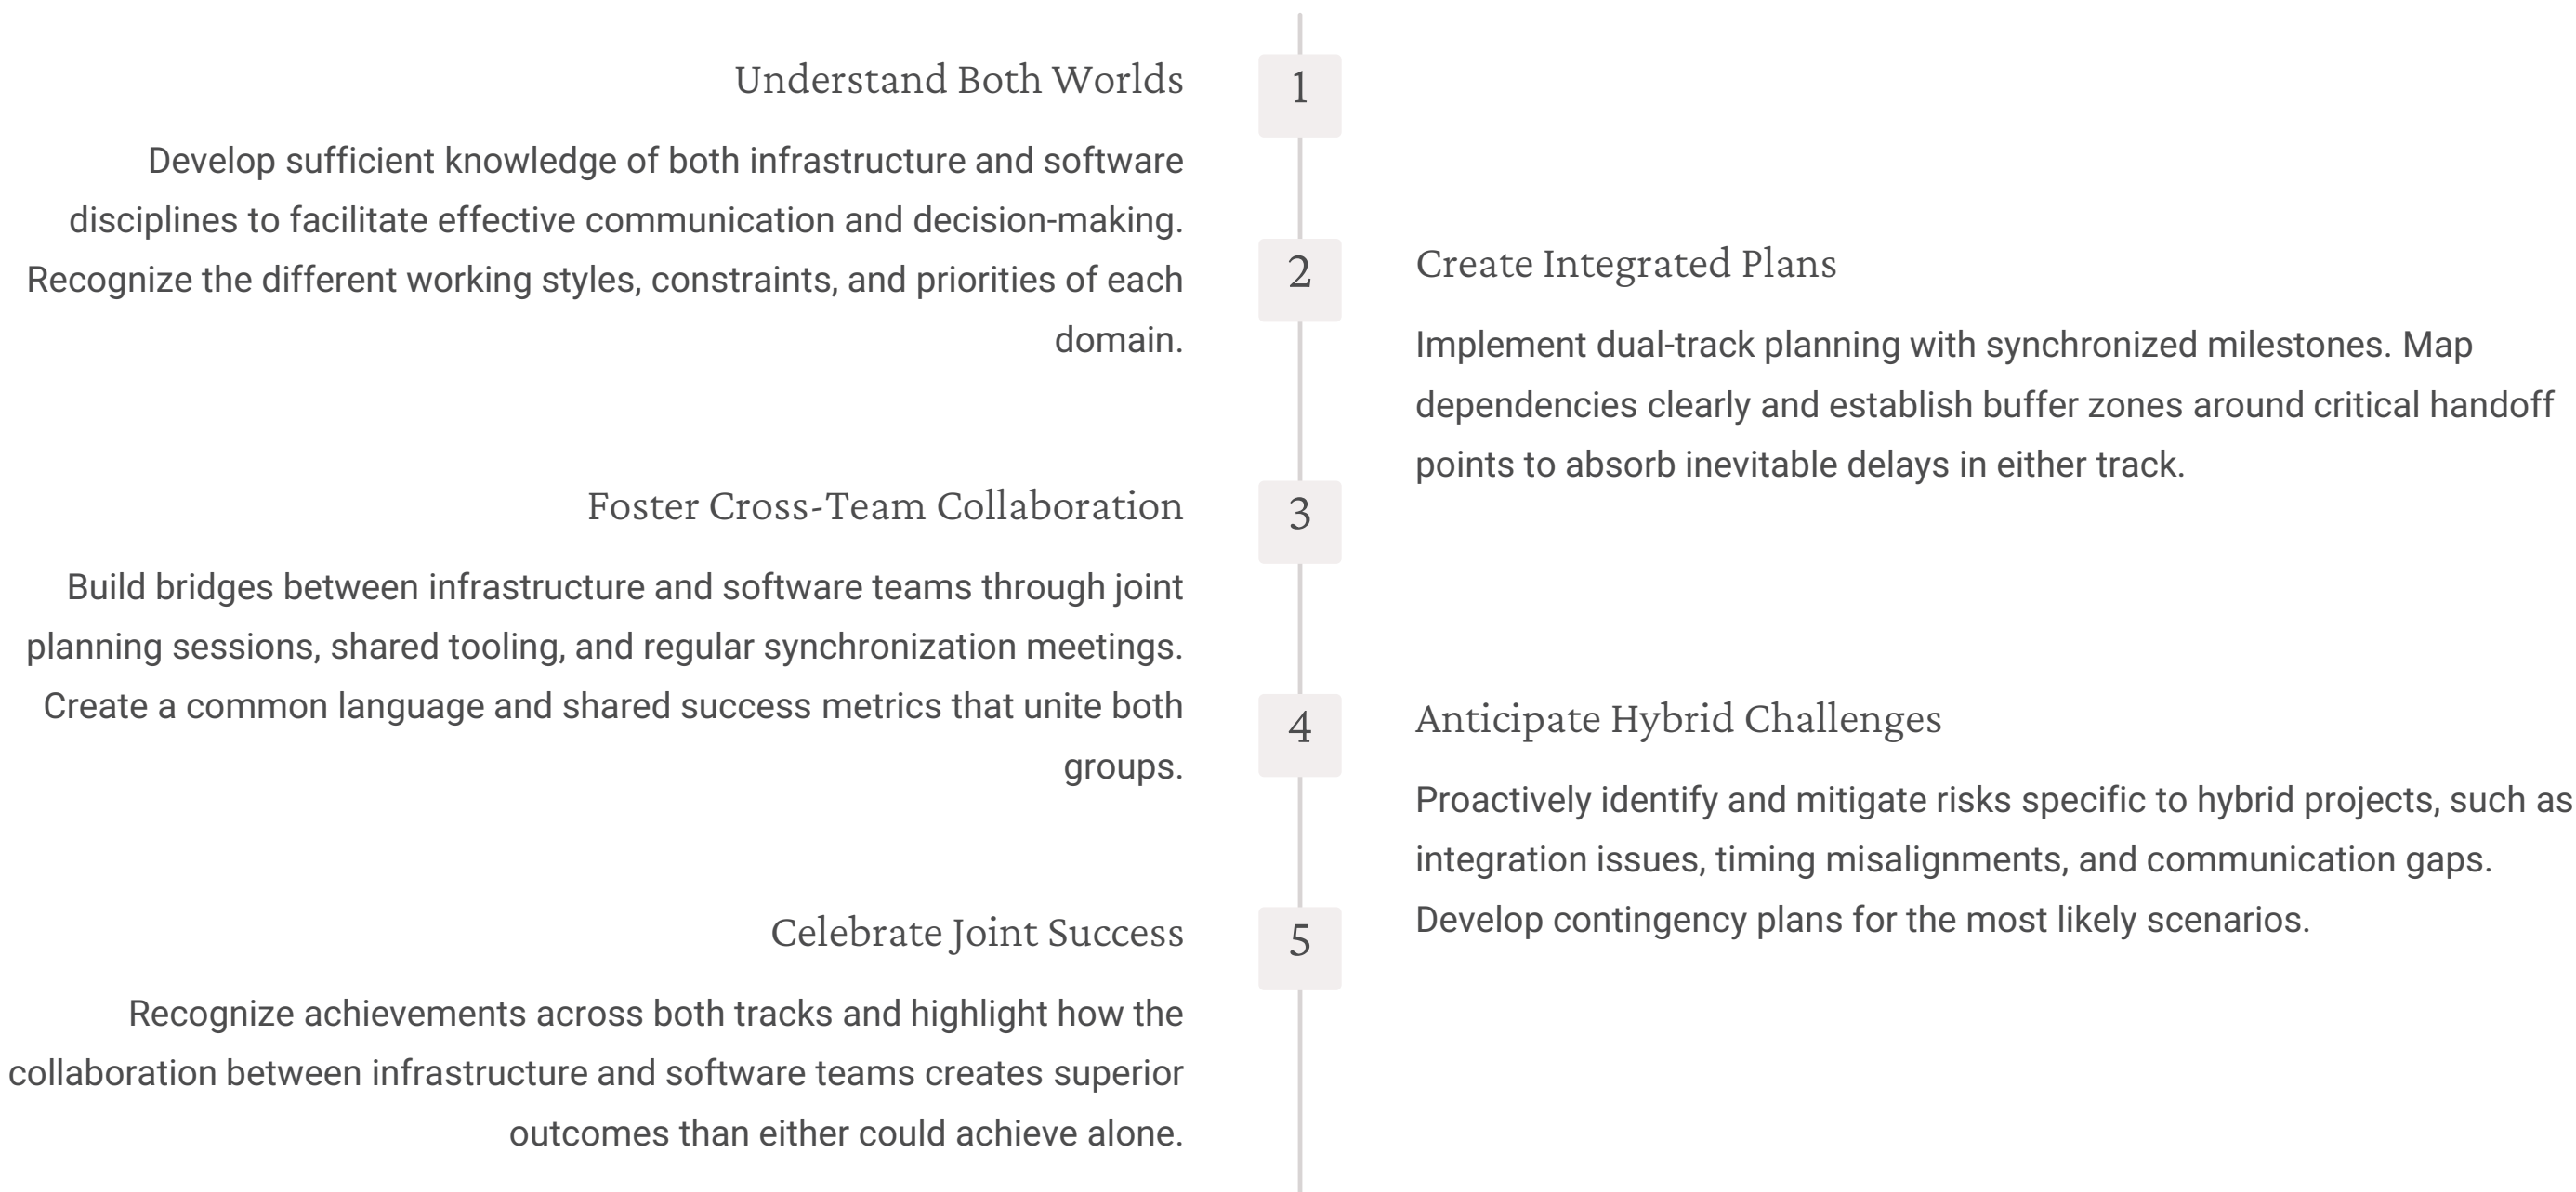 1
Understand Both Worlds
Develop sufficient knowledge of both infrastructure and software
disciplines to facilitate effective communication and decision-making.
Recognize the different working styles, constraints, and priorities of each
domain.
2
Create Integrated Plans
Implement dual-track planning with synchronized milestones. Map
dependencies clearly and establish buffer zones around critical handoff
points to absorb inevitable delays in either track.
3
Foster Cross-Team Collaboration
Build bridges between infrastructure and software teams through joint
planning sessions, shared tooling, and regular synchronization meetings.
Create a common language and shared success metrics that unite both
groups.
4
Anticipate Hybrid Challenges
Proactively identify and mitigate risks specific to hybrid projects, such as
integration issues, timing misalignments, and communication gaps.
Develop contingency plans for the most likely scenarios.
5
Celebrate Joint Success
Recognize achievements across both tracks and highlight how the
collaboration between infrastructure and software teams creates superior
outcomes than either could achieve alone.